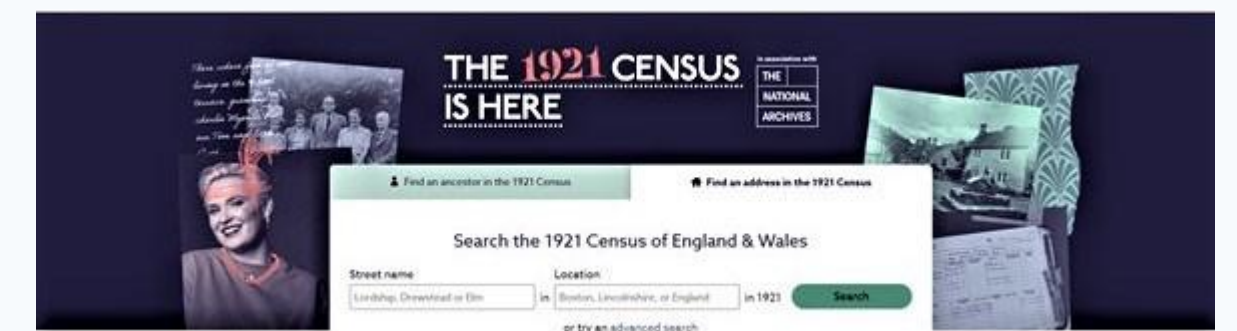 THE 1921 CENSUS
IS HERE
in association with
THE
NATIONAL
ARCHIVES
Find an ancestor in the 1921 Census
Find an address in the 1921 Census
Search the 1921 Census of England & Wales
Street name
Location
Lordship, Drewstead or Elm
in
Boston, Lincolnshire, or England
in 1921
Search
or try an advanced search